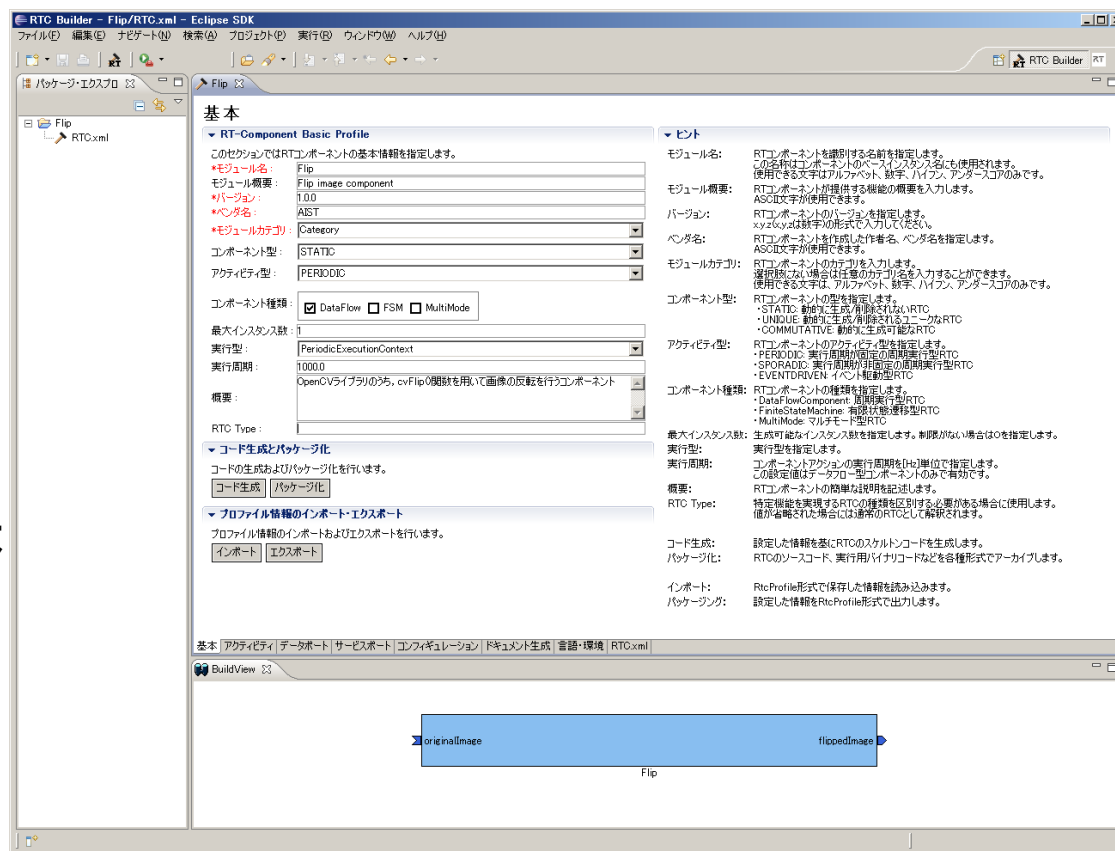 RTC Builder - Flip/RTC.xml - Eclipse SDK
ファイル(F) 編集(E) ナビゲート(N) 検索(A) プロジェクト(P) 実行(R) ウィンドウ(W) ヘルプ(H)
RTC Builder RT
パッケージ・エクスプロ
Flip
RTC.xml
Flip
基本
RT-Component Basic Profile
このセクションではRTコンポーネントの基本情報を指定します。
*モジュール名: Flip
モジュール概要: Flip image component
*バージョン: 1.0.0
*ベンダ名: AIST
*モジュールカテゴリ: Category
コンポーネント型: STATIC
アクティビティ型: PERIODIC
コンポーネント種類: DataFlow FSM MultiMode
最大インスタンス数: 1
実行型: PeriodicExecutionContext
実行周期: 1000.0
概要: OpenCVライブラリのうち,cvFlip()関数を用いて画像の反転を行うコンポーネント
RTC Type:
コード生成とパッケージ化
コードの生成およびパッケージ化を行います。
コード生成 パッケージ化
プロファイル情報のインポート・エクスポート
プロファイル情報のインポートおよびエクスポートを行います。
インポート エクスポート
ヒント
モジュール名: RTコンポーネントを識別する名前を指定します。
この名称はコンポーネントのベースインスタンス名にも使用されます。
使用できる文字はアルファベット、数字、ハイフン、アンダースコアのみです。
モジュール概要: RTコンポーネントが提供する機能の概要を入力します。
ASCII文字が使用できます。
バージョン: RTコンポーネントのバージョンを指定します。
x.y.z(x,y,zは数字)の形式で入力してください。
ベンダ名: RTコンポーネントを作成した作者名、ベンダ名を指定します。
ASCII文字が使用できます。
モジュールカテゴリ: RTコンポーネントのカテゴリを入力します。
選択肢にない場合は任意のカテゴリ名を入力することができます。
使用できる文字は、アルファベット、数字、ハイフン、アンダースコアのみです。
コンポーネント型: RTコンポーネントの型を指定します。
・STATIC: 動的に生成/削除されないRTC
・UNIQUE: 動的に生成/削除されるユニークなRTC
・COMMUTATIVE: 動的に生成可能なRTC
アクティビティ型: RTコンポーネントのアクティビティ型を指定します。
・PERIODIC: 実行周期が固定の周期実行型RTC
・SPORADIC: 実行周期が非固定の周期実行型RTC
・EVENTDRIVEN: イベント駆動型RTC
コンポーネント種類: RTコンポーネントの種類を指定します。
・DataFlowComponent: 周期実行型RTC
・FiniteStateMachine: 有限状態遷移型RTC
・MultiMode: マルチモード型RTC
最大インスタンス数: 生成可能なインスタンス数を指定します。制限がない場合は0を指定します。
実行型: 実行型を指定します。
実行周期: コンポーネントアクションの実行周期を[Hz]単位で指定します。
この設定値はデータフロー型コンポーネントのみで有効です。
概要: RTコンポーネントの簡単な説明を記述します。
RTC Type: 特定機能を実現するRTCの種類を区別する必要がある場合に使用します。
値が省略された場合には通常のRTCとして解釈されます。
コード生成: 設定した情報を基にRTCのスケルトンコードを生成します。
パッケージ化: RTCのソースコード、実行用バイナリコードなどを各種形式でアーカイブします。
インポート: RtcProfile形式で保存した情報を読み込みます。
パッケージング: 設定した情報をRtcProfile形式で出力します。
基本 アクティビティ データポート サービスポート コンフィギュレーション ドキュメント生成 言語・環境 RTC.xml
BuildView
originalImage flippedImage
Flip